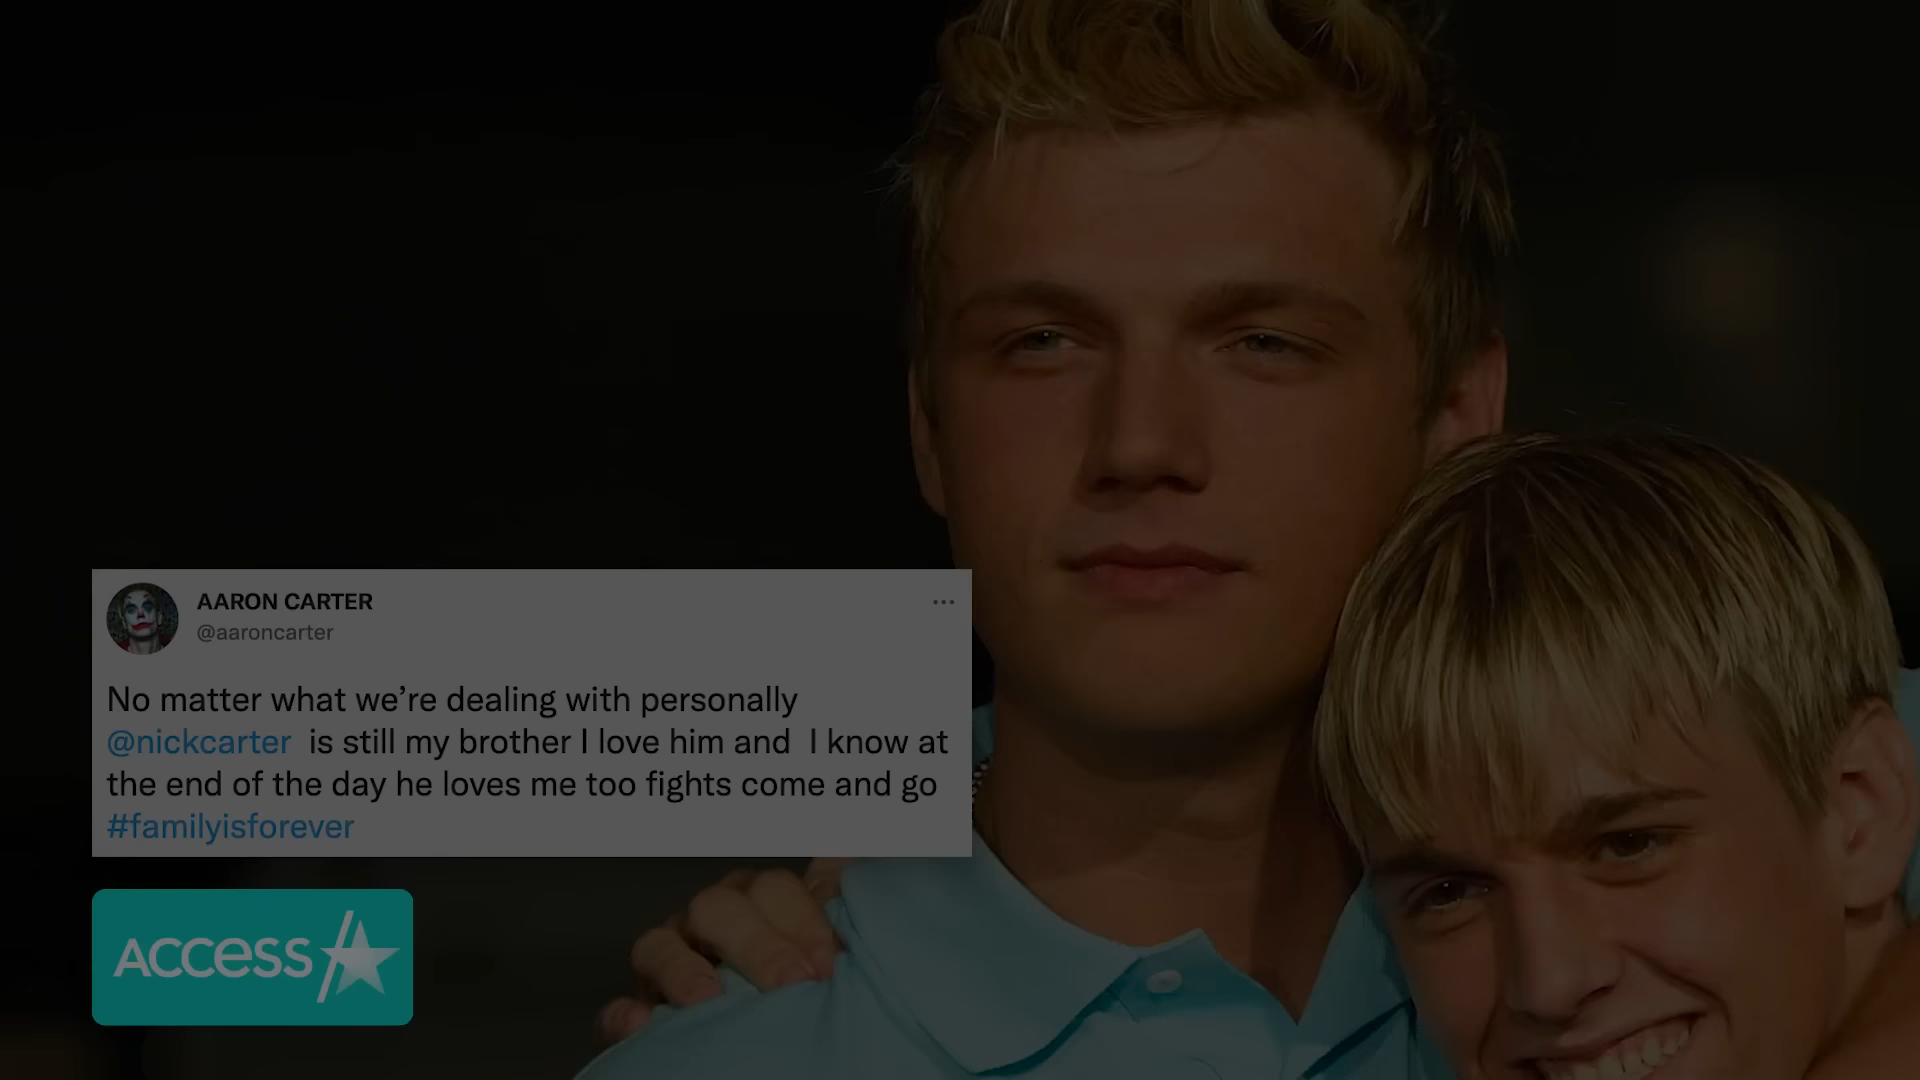 AARON CARTER
@aaroncarter
No matter what we’re dealing with personally
@nickcarter is still my brother I love him and I know at
the end of the day he loves me too fights come and go
#familyisforever
ACCESS